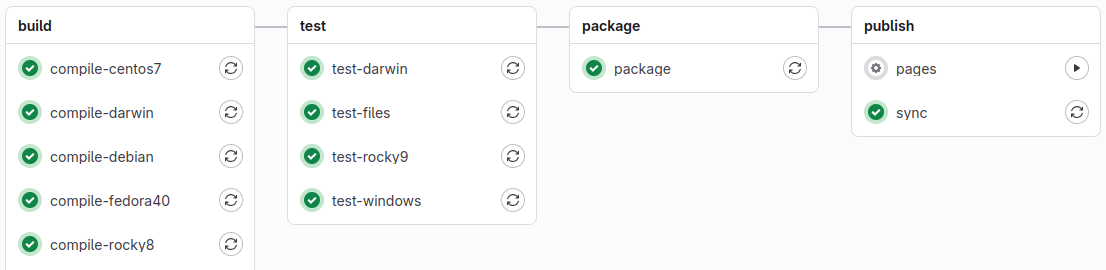 build
compile-centos7
compile-darwin
compile-debian
compile-fedora40
compile-rocky8
test
test-darwin
test-files
test-rocky9
test-windows
package
package
publish
pages
sync